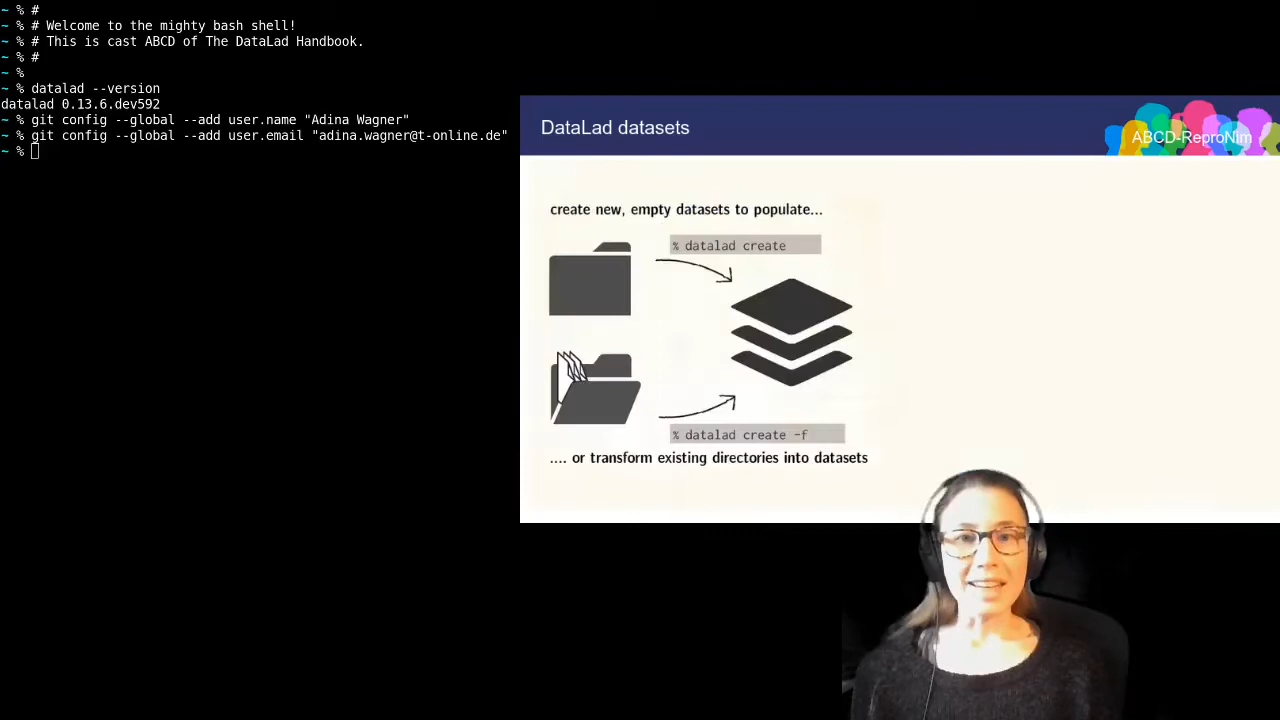 ~ % #
~ % # Welcome to the mighty bash shell!
~ % # This is cast ABCD of The DataLad Handbook.
~ % #
~ %
~ % datalad --version
datalad 0.13.6.dev592
~ % git config --global --add user.name "Adina Wagner"
~ % git config --global --add user.email "adina.wagner@t-online.de"
~ %
DataLad datasets
ABCD-ReproNim
create new, empty datasets to populate...
% datalad create
% datalad create -f
.... or transform existing directories into datasets